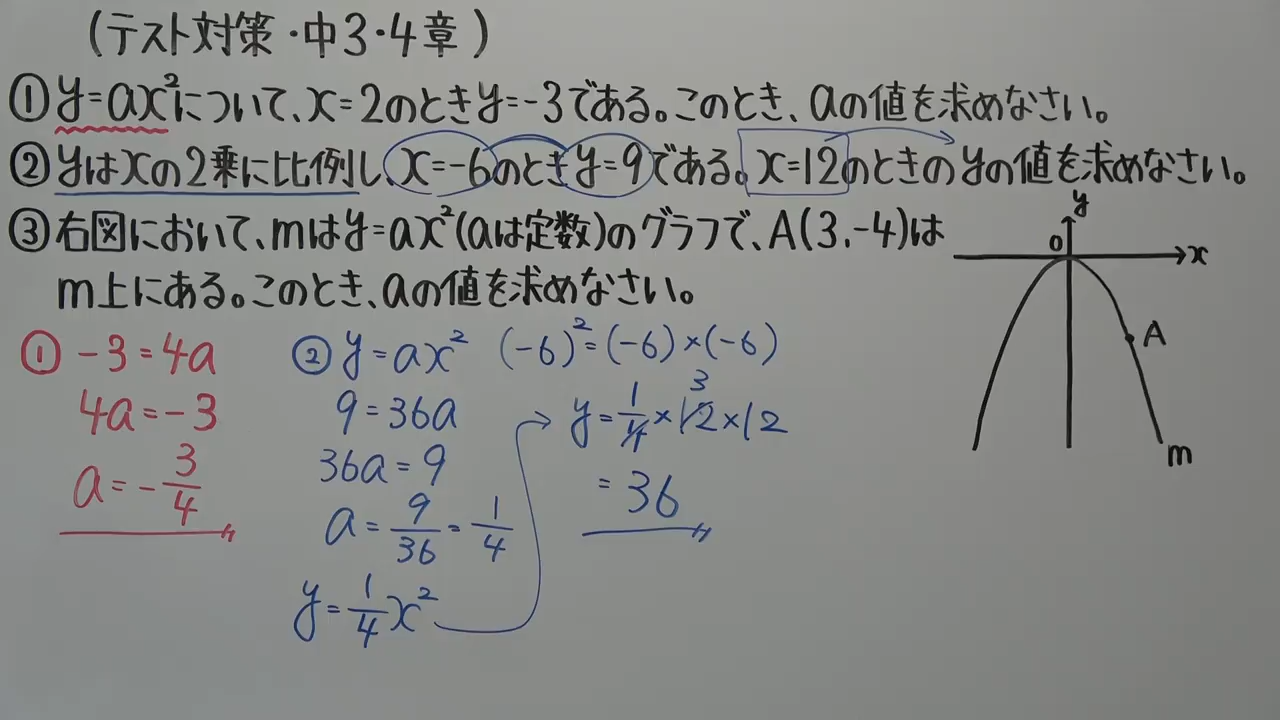 (テスト対策・中3・4章)
①y=ax²について、x=2のときy=-3である。このとき、aの値を求めなさい。
②yはxの2乗に比例し、x=-6のときy=9である。x=12のときのyの値を求めなさい。
③右図において、mはy=ax²(aは定数)のグラフで、A(3,-4)は
m上にある。このとき、aの値を求めなさい。
y
O
x
A
m
① -3=4a
4a=-3
a=-3/4
② y=ax² (-6)²=(-6)×(-6)
9=36a
36a=9
a=9/36=1/4
y=1/4x²
3
y=1/4×12×12
=36